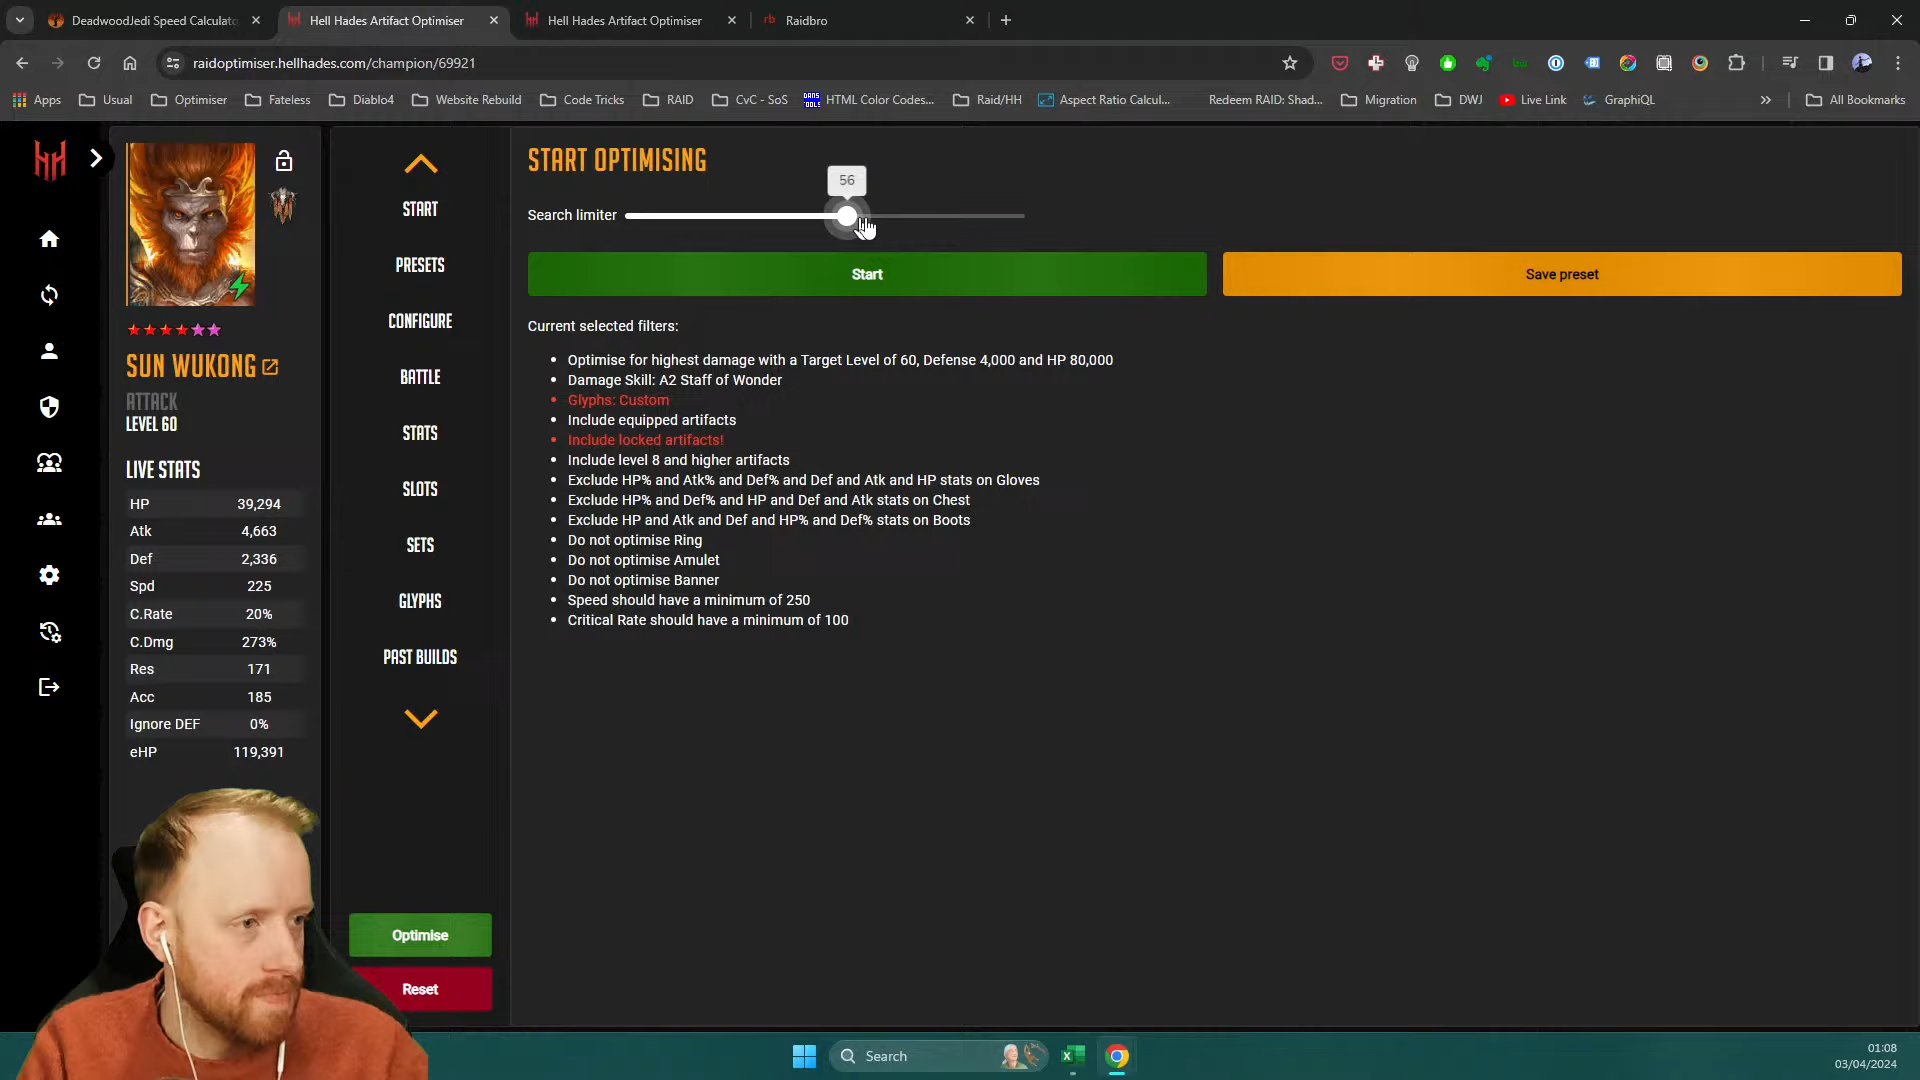 DeadwoodJedi Speed Calculato
Hell Hades Artifact Optimiser
Hell Hades Artifact Optimiser
rb Raidbro
raidoptimiser.hellhades.com/champion/69921
Apps
Usual
Optimiser
Fateless
Diablo4
Website Rebuild
Code Tricks
RAID
CvC - SoS
HTML Color Codes...
Raid/HH
Aspect Ratio Calcul...
Redeem RAID: Shad...
Migration
DWJ
Live Link
GraphiQL
All Bookmarks
SUN WUKONG
ATTACK
LEVEL 60
LIVE STATS
HP 39,294
Atk 4,663
Def 2,336
Spd 225
C.Rate 20%
C.Dmg 273%
Res 171
Acc 185
Ignore DEF 0%
eHP 119,391
START
PRESETS
CONFIGURE
BATTLE
STATS
SLOTS
SETS
GLYPHS
PAST BUILDS
Optimise
Reset
START OPTIMISING
56
Search limiter
Start
Save preset
Current selected filters:
• Optimise for highest damage with a Target Level of 60, Defense 4,000 and HP 80,000
• Damage Skill: A2 Staff of Wonder
• Glyphs: Custom
• Include equipped artifacts
• Include locked artifacts!
• Include level 8 and higher artifacts
• Exclude HP% and Atk% and Def% and Def and Atk and HP stats on Gloves
• Exclude HP% and Def% and HP and Def and Atk stats on Chest
• Exclude HP and Atk and Def and HP% and Def% stats on Boots
• Do not optimise Ring
• Do not optimise Amulet
• Do not optimise Banner
• Speed should have a minimum of 250
• Critical Rate should have a minimum of 100
Search
01:08
03/04/2024